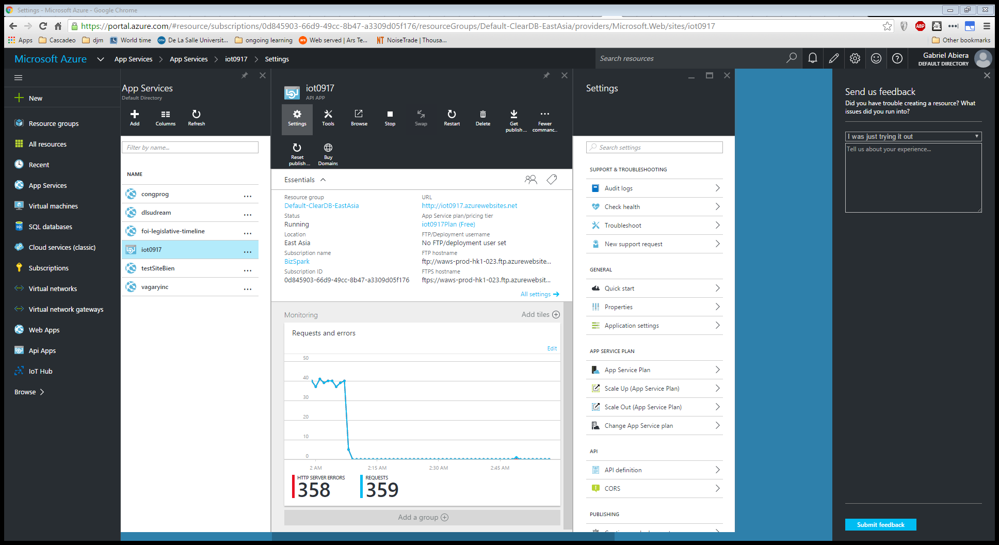 Settings - Microsoft Azure - Google Chrome
https://portal.azure.com/#resource/subscriptions/0d845903-66d9-49cc-8b47-a3309d05f176/resourceGroups/Default-ClearDB-EastAsia/providers/Microsoft.Web/sites/iot0917
ABP
Apps Cascadeo djm World time De La Salle Universit... ongoing learning Web served | Ars Te... NoiseTrade | Thousa... Other bookmarks
Microsoft Azure App Services App Services iot0917 Settings
Search resources
Gabriel Abiera
DEFAULT DIRECTORY
New
Resource groups
All resources
Recent
App Services
Virtual machines
SQL databases
Cloud services (classic)
Subscriptions
Virtual networks
Virtual network gateways
Web Apps
Api Apps
IoT Hub
Browse
App Services
Default Directory
Add Columns Refresh
Filter by name...
NAME
congprog ...
dlsudream ...
foi-legislative-timeline ...
iot0917 ...
testSiteBien ...
vagaryinc ...
iot0917
API APP
Settings Tools Browse Stop Swap Restart Delete Get publish ... Fewer commanc...
Reset publish ... Buy Domains
Essentials
Resource group
Default-ClearDB-EastAsia
Status
Running
Location
East Asia
Subscription name
BizSpark
Subscription ID
0d845903-66d9-49cc-8b47-a3309d05f176
URL
http://iot0917.azurewebsites.net
App Service plan/pricing tier
iot0917Plan (Free)
FTP/Deployment username
No FTP/deployment user set
FTP hostname
ftp://waws-prod-hk1-023.ftp.azurewebsite...
FTPS hostname
ftps://waws-prod-hk1-023.ftp.azurewebsit...
All settings
Monitoring
Add tiles
Requests and errors
Edit
50
40
30
20
10
0
2 AM 2:15 AM 2:30 AM 2:45 AM
HTTP SERVER ERRORS
358
REQUESTS
359
Add a group
Settings
Search settings
SUPPORT & TROUBLESHOOTING
Audit logs
Check health
Troubleshoot
New support request
GENERAL
Quick start
Properties
Application settings
APP SERVICE PLAN
App Service Plan
Scale Up (App Service Plan)
Scale Out (App Service Plan)
Change App Service plan
API
API definition
CORS
PUBLISHING
Send us feedback
Did you have trouble creating a resource? What
issues did you run into?
I was just trying it out
Tell us about your experience...
Submit feedback